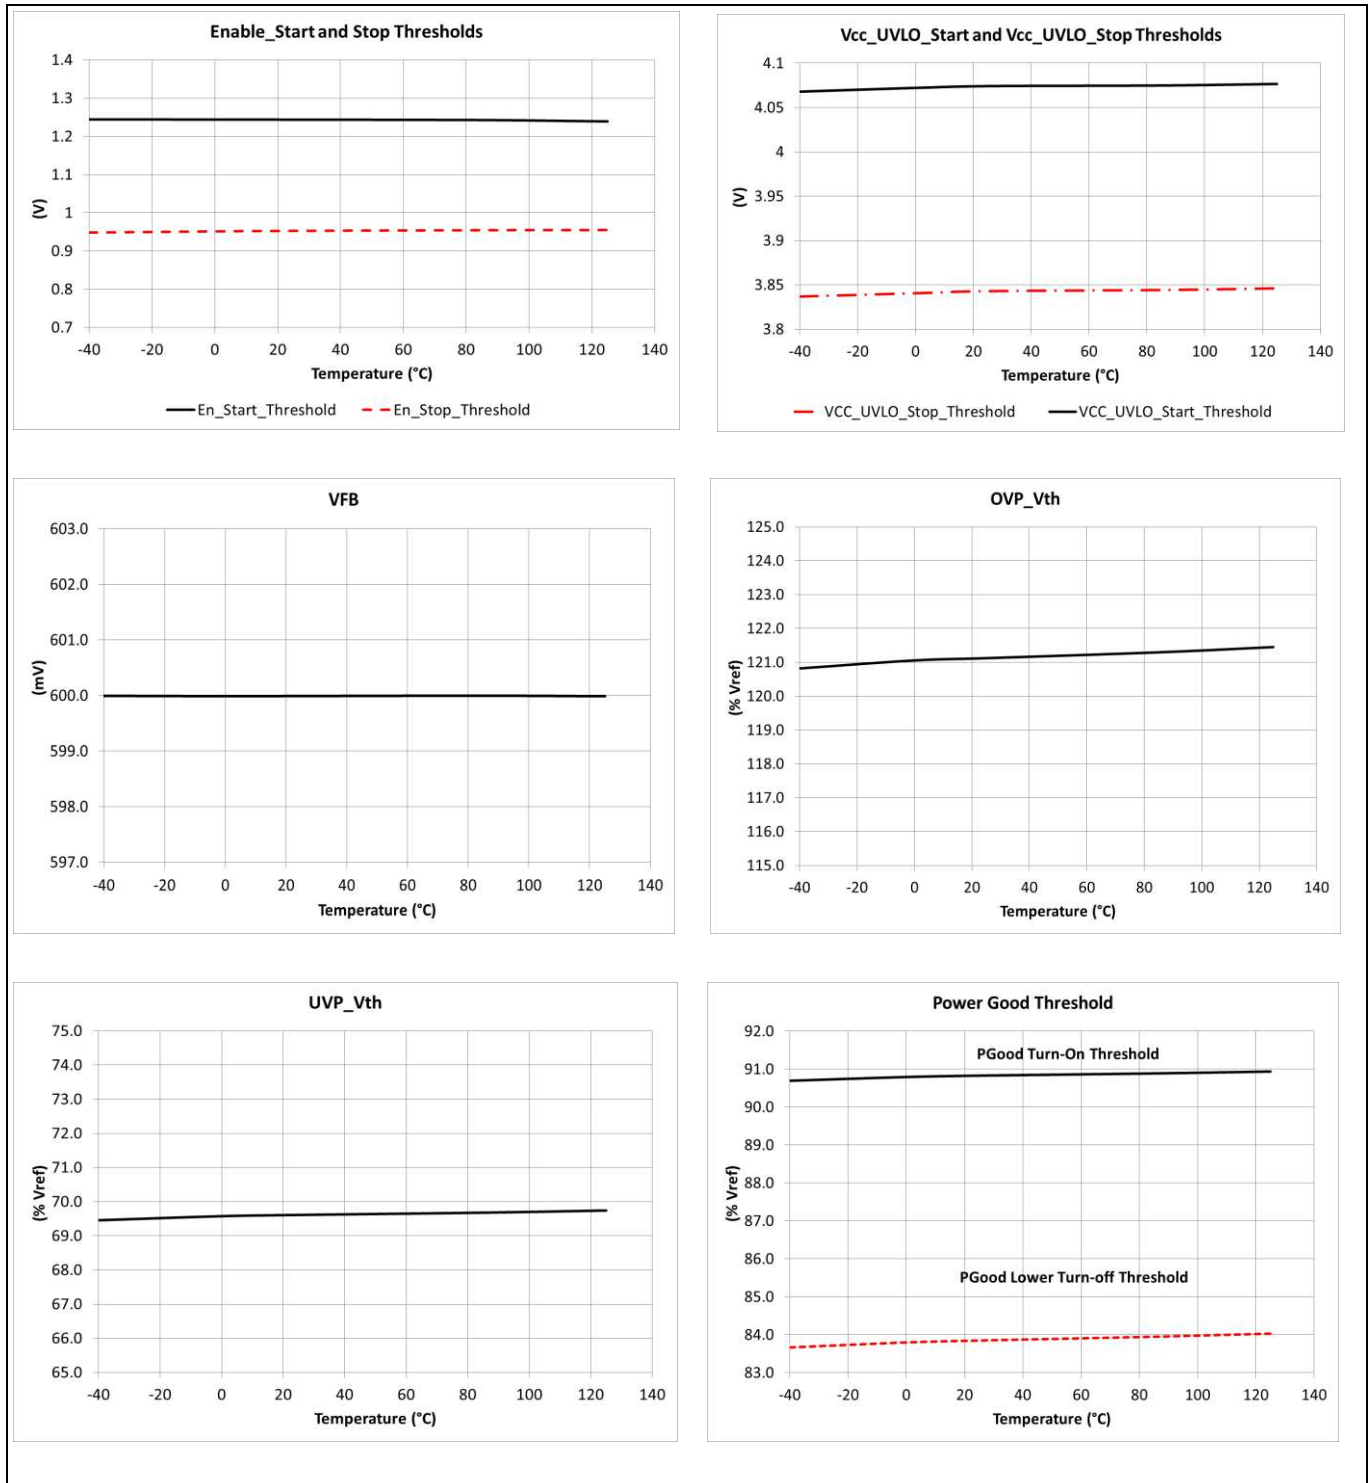 Enable_Start and Stop Thresholds
1.4
1.3
1.2
1.1
1
0.9
0.8
0.7
(V)
-40 -20 0 20 40 60 80 100 120 140
Temperature (°C)
En_Start_Threshold En_Stop_Threshold
Vcc_UVLO_Start and Vcc_UVLO_Stop Thresholds
4.1
4.05
4
3.95
3.9
3.85
3.8
(V)
-40 -20 0 20 40 60 80 100 120 140
Temperature (°C)
VCC_UVLO_Stop_Threshold VCC_UVLO_Start_Threshold
VFB
603.0
602.0
601.0
600.0
599.0
598.0
597.0
(mV)
-40 -20 0 20 40 60 80 100 120 140
Temperature (°C)
OVP_Vth
125.0
124.0
123.0
122.0
121.0
120.0
119.0
118.0
117.0
116.0
115.0
(% Vref)
-40 -20 0 20 40 60 80 100 120 140
Temperature (°C)
UVP_Vth
75.0
74.0
73.0
72.0
71.0
70.0
69.0
68.0
67.0
66.0
65.0
(% Vref)
-40 -20 0 20 40 60 80 100 120 140
Temperature (°C)
Power Good Threshold
92.0
91.0
90.0
89.0
88.0
87.0
86.0
85.0
84.0
83.0
(% Vref)
PGood Turn-On Threshold
PGood Lower Turn-off Threshold
-40 -20 0 20 40 60 80 100 120 140
Temperature (°C)